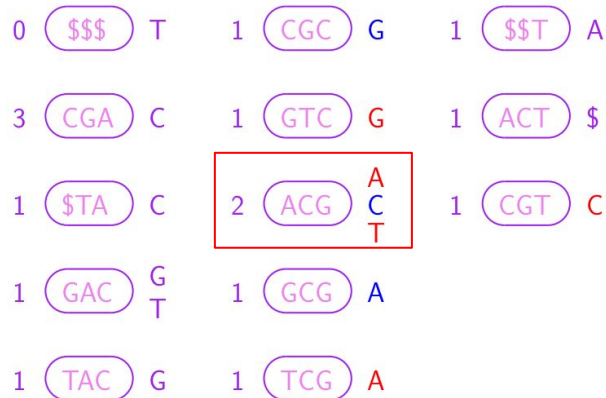 0 $$$ T
3 CGA C
1 $TA C
1 GAC G T
1 TAC G
1 CGC G
1 GTC G
2 ACG A C T
1 GCG A
1 TCG A
1 $$T A
1 ACT $
1 CGT C